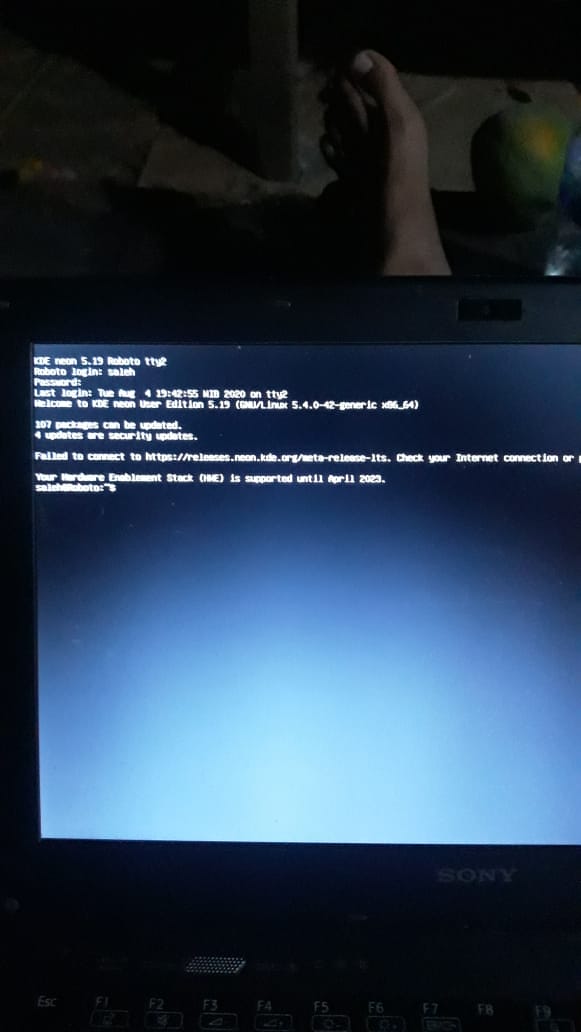 KDE neon 5.19 Roboto tty2
Roboto login: saleh
Password:
Last login: Tue Aug 4 19:42:55 WIB 2020 on tty2
Welcome to KDE neon User Edition 5.19 (GNU/Linux 5.4.0-42-generic x86_64)
107 packages can be updated.
4 updates are security updates.
Failed to connect to https://releases.neon.kde.org/meta-release-lts. Check your Internet connection or
Your Hardware Enablement Stack (HWE) is supported until April 2023.
saleh@Roboto:~$
SONY
Esc F1 F2 F3 F4 F5 F6 F7 F8 F9